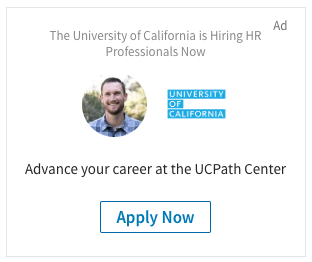 Ad
The University of California is Hiring HR
Professionals Now
UNIVERSITY
OF
CALIFORNIA
Advance your career at the UCPath Center
Apply Now